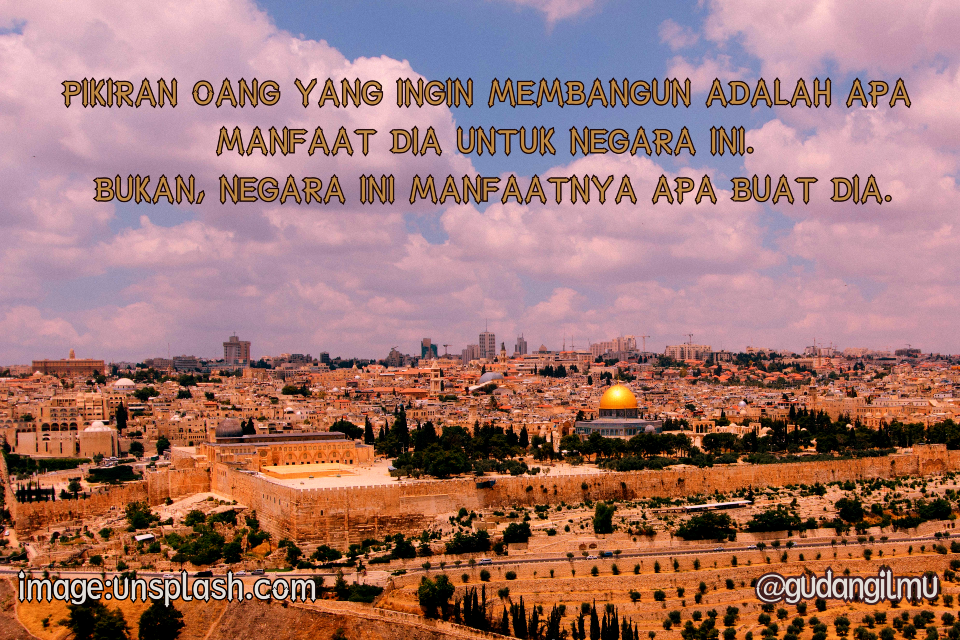 PIKIRAN OANG YANG INGIN MEMBANGUN ADALAH APA
MANFAAT DIA UNTUK NEGARA INI.
BUKAN, NEGARA INI MANFAATNYA APA BUAT DIA.
image:unsplash.com
@gudangilmu